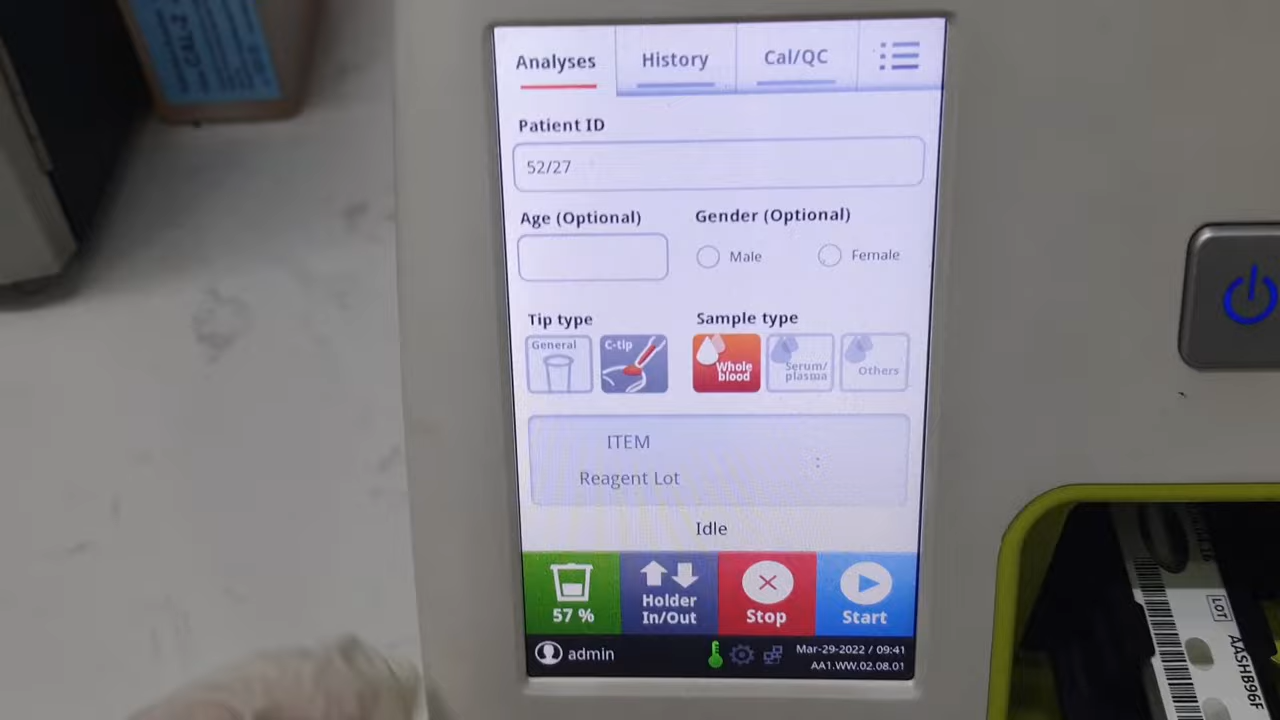 Analyses
History
Cal/QC
Patient ID
52/27
Age (Optional)
Gender (Optional)
Male
Female
Tip type
Sample type
General
C-tip
Whole
blood
Serum/
plasma
Others
ITEM
:
Reagent Lot
Idle
57 %
Holder
In/Out
Stop
Start
admin
Mar-29-2022 / 09:41
AA1.WW.02.08.01
LOT
AASHB96F